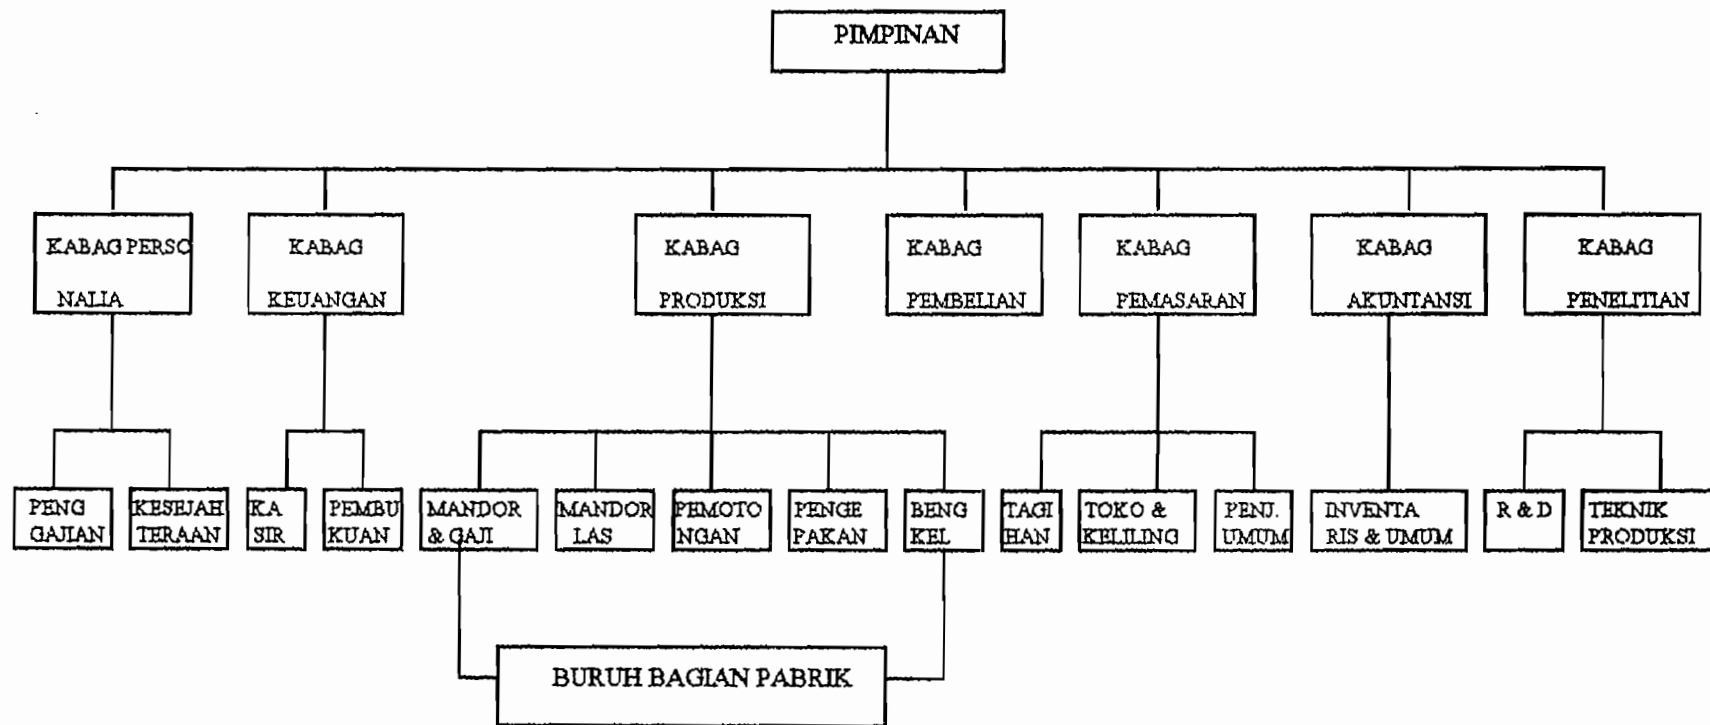 PIMPINAN
KABAG PERSO
NALIA
KABAG
KEUANGAN
KABAG
PRODUKSI
KABAG
PEMBELIAN
KABAG
PEMASARAN
KABAG
AKUNTANSI
KABAG
PENELITIAN
PENG
GAJIAN
KESEJAH
TERAAN
KA
SIR
PEMBU
KUAN
MANDOR
& GAJI
MANDOR
LAS
PEMOTO
NGAN
PENGE
PAKAN
BENG
KEL
TAGI
HAN
TOKO &
KELILING
PENJ.
UMUM
INVENTA
RIS & UMUM
R & D
TEKNIK
PRODUKSI
BURUH BAGIAN PABRIK